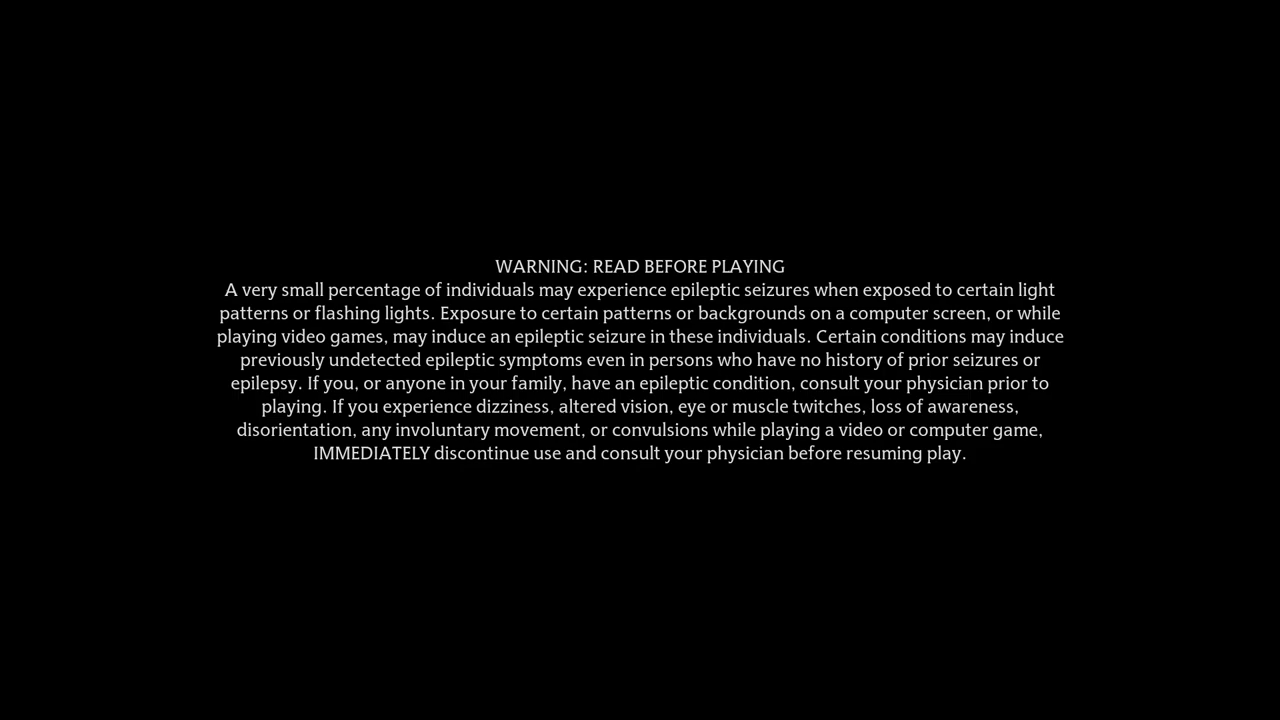 WARNING: READ BEFORE PLAYING
A very small percentage of individuals may experience epileptic seizures when exposed to certain light
patterns or flashing lights. Exposure to certain patterns or backgrounds on a computer screen, or while
playing video games, may induce an epileptic seizure in these individuals. Certain conditions may induce
previously undetected epileptic symptoms even in persons who have no history of prior seizures or
epilepsy. If you, or anyone in your family, have an epileptic condition, consult your physician prior to
playing. If you experience dizziness, altered vision, eye or muscle twitches, loss of awareness,
disorientation, any involuntary movement, or convulsions while playing a video or computer game,
IMMEDIATELY discontinue use and consult your physician before resuming play.